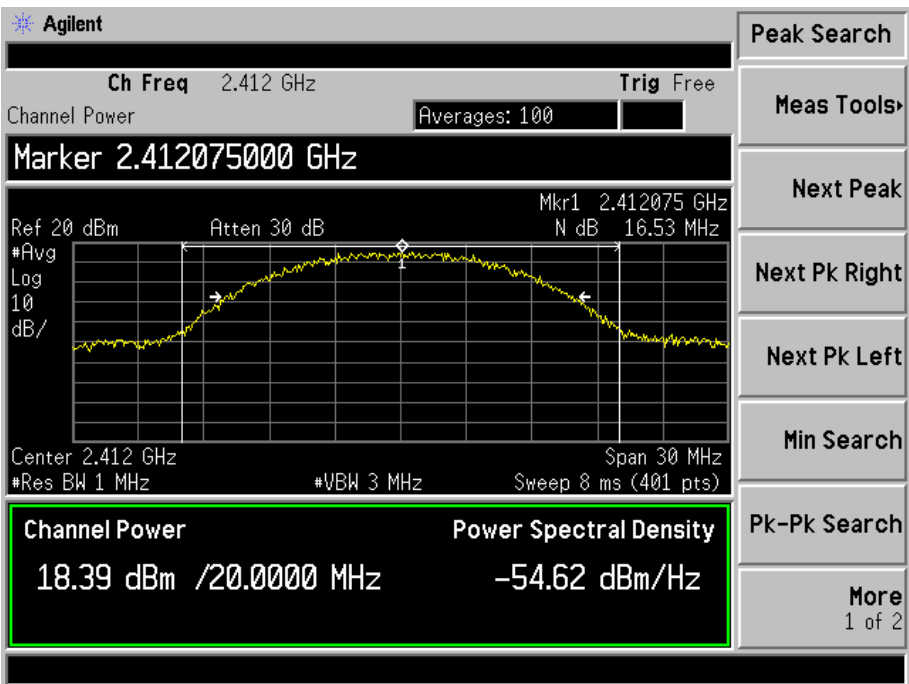 Agilent
Ch Freq 2.412 GHz Trig Free
Channel Power Averages: 100
Marker 2.412075000 GHz
Mkr1 2.412075 GHz
Ref 20 dBm Atten 30 dB N dB 16.53 MHz
#Avg
Log
10
dB/
1
Center 2.412 GHz Span 30 MHz
#Res BW 1 MHz #VBW 3 MHz Sweep 8 ms (401 pts)
Channel Power Power Spectral Density
18.39 dBm /20.0000 MHz -54.62 dBm/Hz
Peak Search
Meas Tools
Next Peak
Next Pk Right
Next Pk Left
Min Search
Pk-Pk Search
More
1 of 2